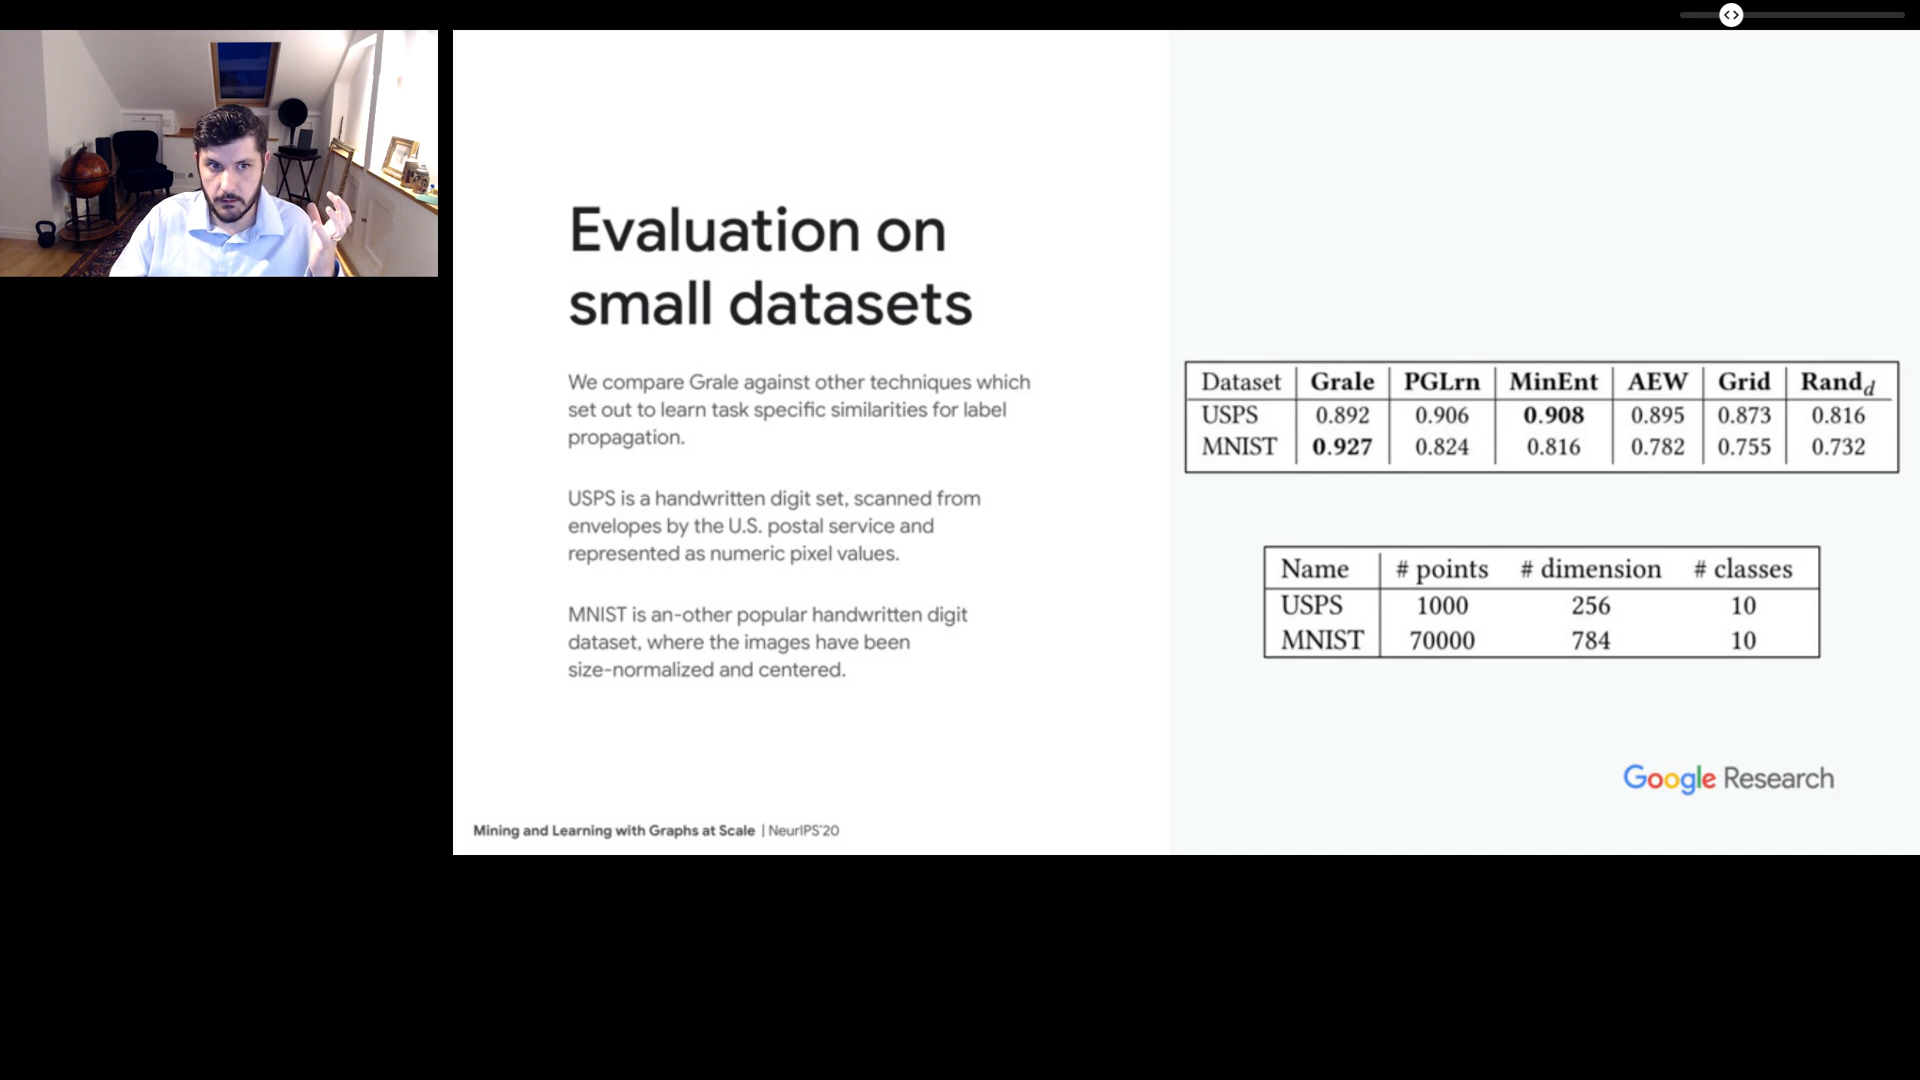 Evaluation on
small datasets
We compare Grale against other techniques which
set out to learn task specific similarities for label
propagation.
USPS is a handwritten digit set, scanned from
envelopes by the U.S. postal service and
represented as numeric pixel values.
MNIST is an-other popular handwritten digit
dataset, where the images have been
size-normalized and centered.
Dataset Grale PGLrn MinEnt AEW Grid Rand_d
USPS 0.892 0.906 0.908 0.895 0.873 0.816
MNIST 0.927 0.824 0.816 0.782 0.755 0.732
Name # points # dimension # classes
USPS 1000 256 10
MNIST 70000 784 10
Google Research
Mining and Learning with Graphs at Scale | NeurIPS'20